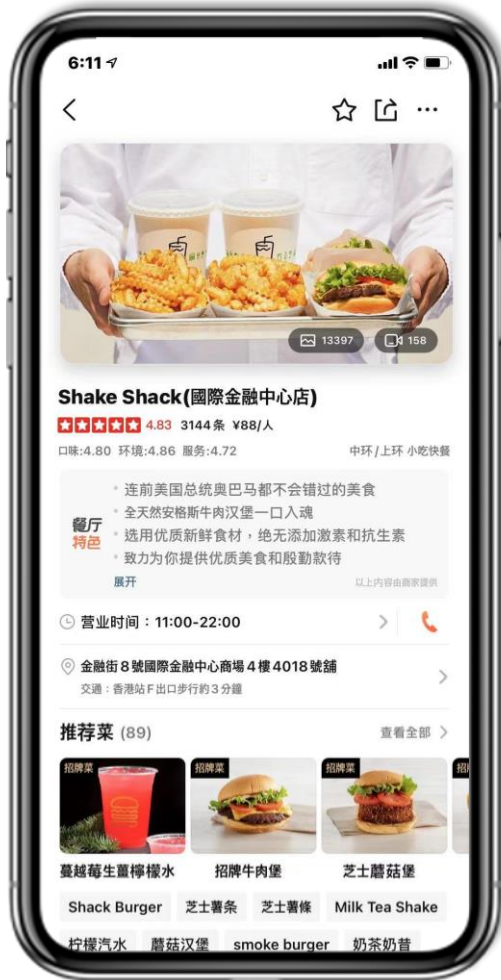 6:11
13397 158
Shake Shack(國際金融中心店)
4.83 3144条 ¥88/人
口味:4.80 环境:4.86 服务:4.72 中环/上环 小吃快餐
餐厅特色
• 连前美国总统奥巴马都不会错过的美食
• 全天然安格斯牛肉汉堡一口入魂
• 选用优质新鲜食材，绝无添加激素和抗生素
• 致力为你提供优质美食和殷勤款待
展开 以上内容由商家提供
营业时间：11:00-22:00
金融街8號國際金融中心商場4樓4018號舖
交通：香港站F出口步行約3分鐘
推荐菜 (89) 查看全部
招牌菜 招牌菜 招牌菜
蔓越莓生薑檸檬水 招牌牛肉堡 芝士蘑菇堡
Shack Burger 芝士薯条 芝士薯條 Milk Tea Shake
柠檬汽水 蘑菇汉堡 smoke burger 奶茶奶昔